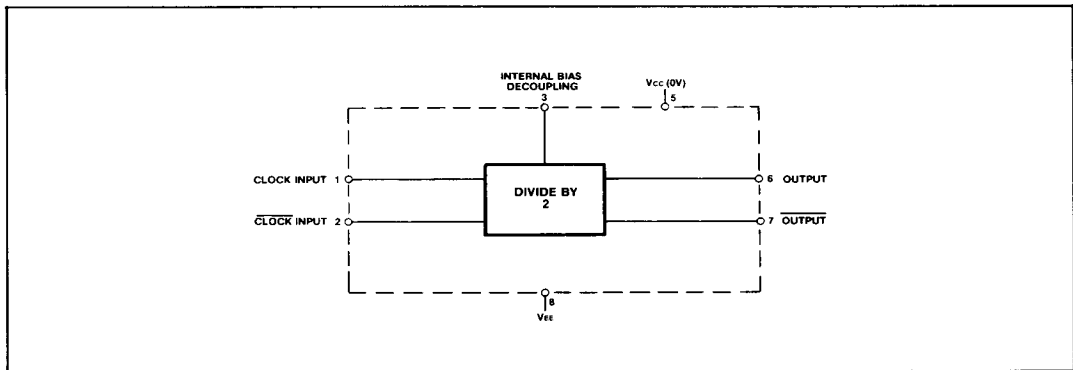 INTERNAL BIAS
DECOUPLING
3
VCC (0V)
5
CLOCK INPUT 1
6 OUTPUT
DIVIDE BY
2
CLOCK INPUT 2
7 OUTPUT
8
VEE